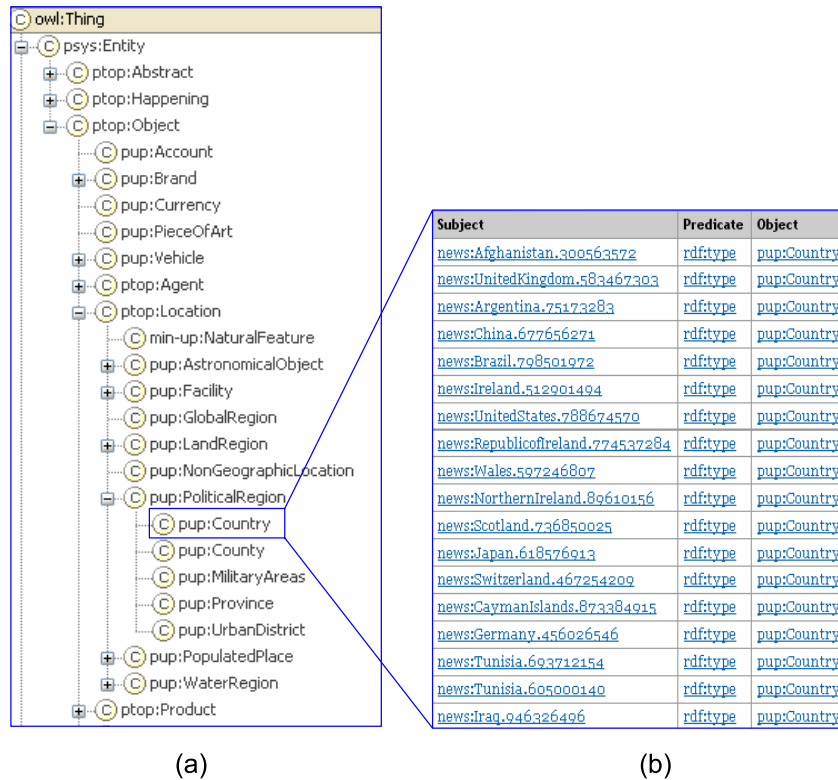 owl:Thing
psys:Entity
ptop:Abstract
ptop:Happening
ptop:Object
pup:Account
pup:Brand
pup:Currency
pup:PieceOfArt
pup:Vehicle
ptop:Agent
ptop:Location
min-up:NaturalFeature
pup:AstronomicalObject
pup:Facility
pup:GlobalRegion
pup:LandRegion
pup:NonGeographicLocation
pup:PoliticalRegion
pup:Country
pup:County
pup:MilitaryAreas
pup:Province
pup:UrbanDistrict
pup:PopulatedPlace
pup:WaterRegion
ptop:Product
(a)
Subject Predicate Object
news:Afghanistan.300563572 rdf:type pup:Country
news:UnitedKingdom.583467303 rdf:type pup:Country
news:Argentina.75173283 rdf:type pup:Country
news:China.677656271 rdf:type pup:Country
news:Brazil.798501972 rdf:type pup:Country
news:Ireland.512901494 rdf:type pup:Country
news:UnitedStates.788674570 rdf:type pup:Country
news:RepublicofIreland.774537284 rdf:type pup:Country
news:Wales.597246807 rdf:type pup:Country
news:NorthernIreland.89610156 rdf:type pup:Country
news:Scotland.736850025 rdf:type pup:Country
news:Japan.618576913 rdf:type pup:Country
news:Switzerland.467254209 rdf:type pup:Country
news:CaymanIslands.873384915 rdf:type pup:Country
news:Germany.456026546 rdf:type pup:Country
news:Tunisia.693712154 rdf:type pup:Country
news:Tunisia.605000140 rdf:type pup:Country
news:Iraq.946326496 rdf:type pup:Country
(b)